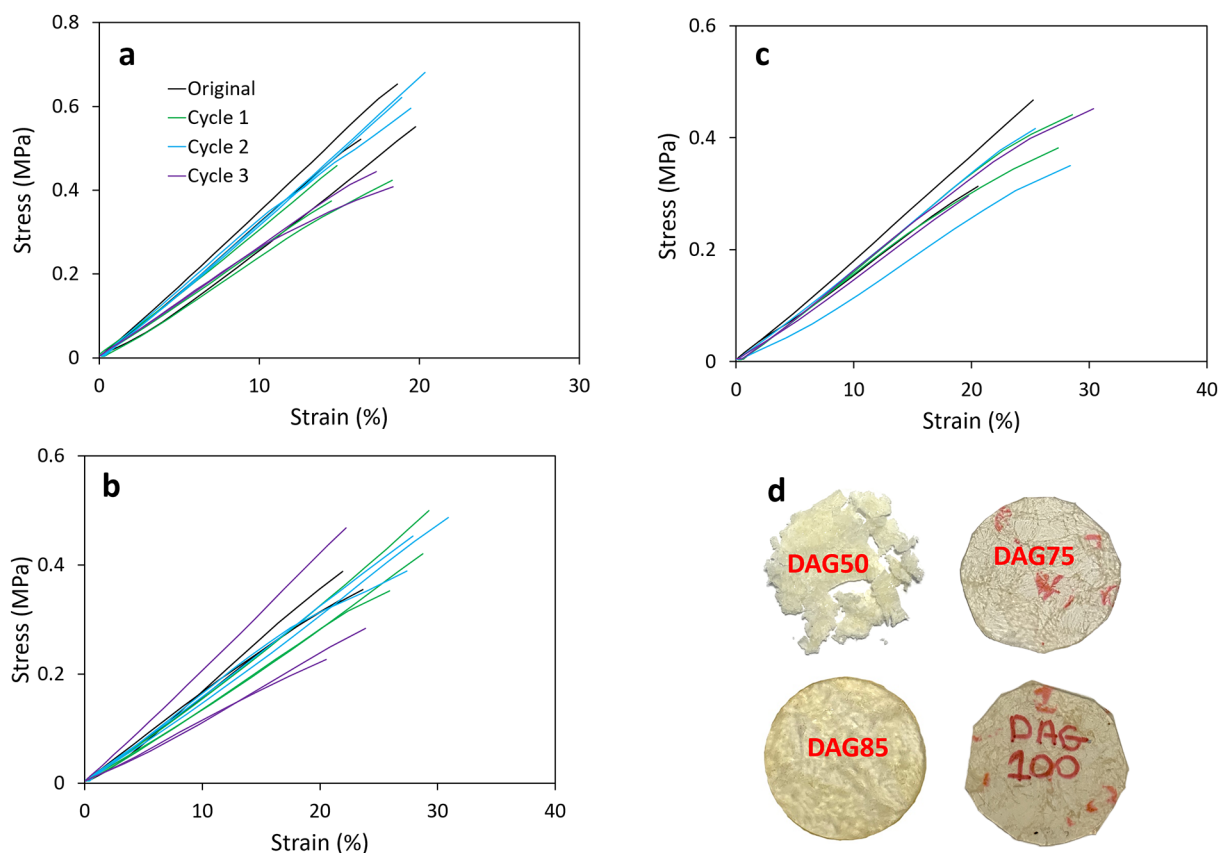 a
Original
Cycle 1
Cycle 2
Cycle 3
Stress (MPa)
0.8
0.6
0.4
0.2
0
0
10
20
30
Strain (%)
c
Stress (MPa)
0.6
0.4
0.2
0
0
10
20
30
40
Strain (%)
b
Stress (MPa)
0.6
0.4
0.2
0
0
10
20
30
40
Strain (%)
d
DAG50
DAG75
DAG85
1
DAG
100